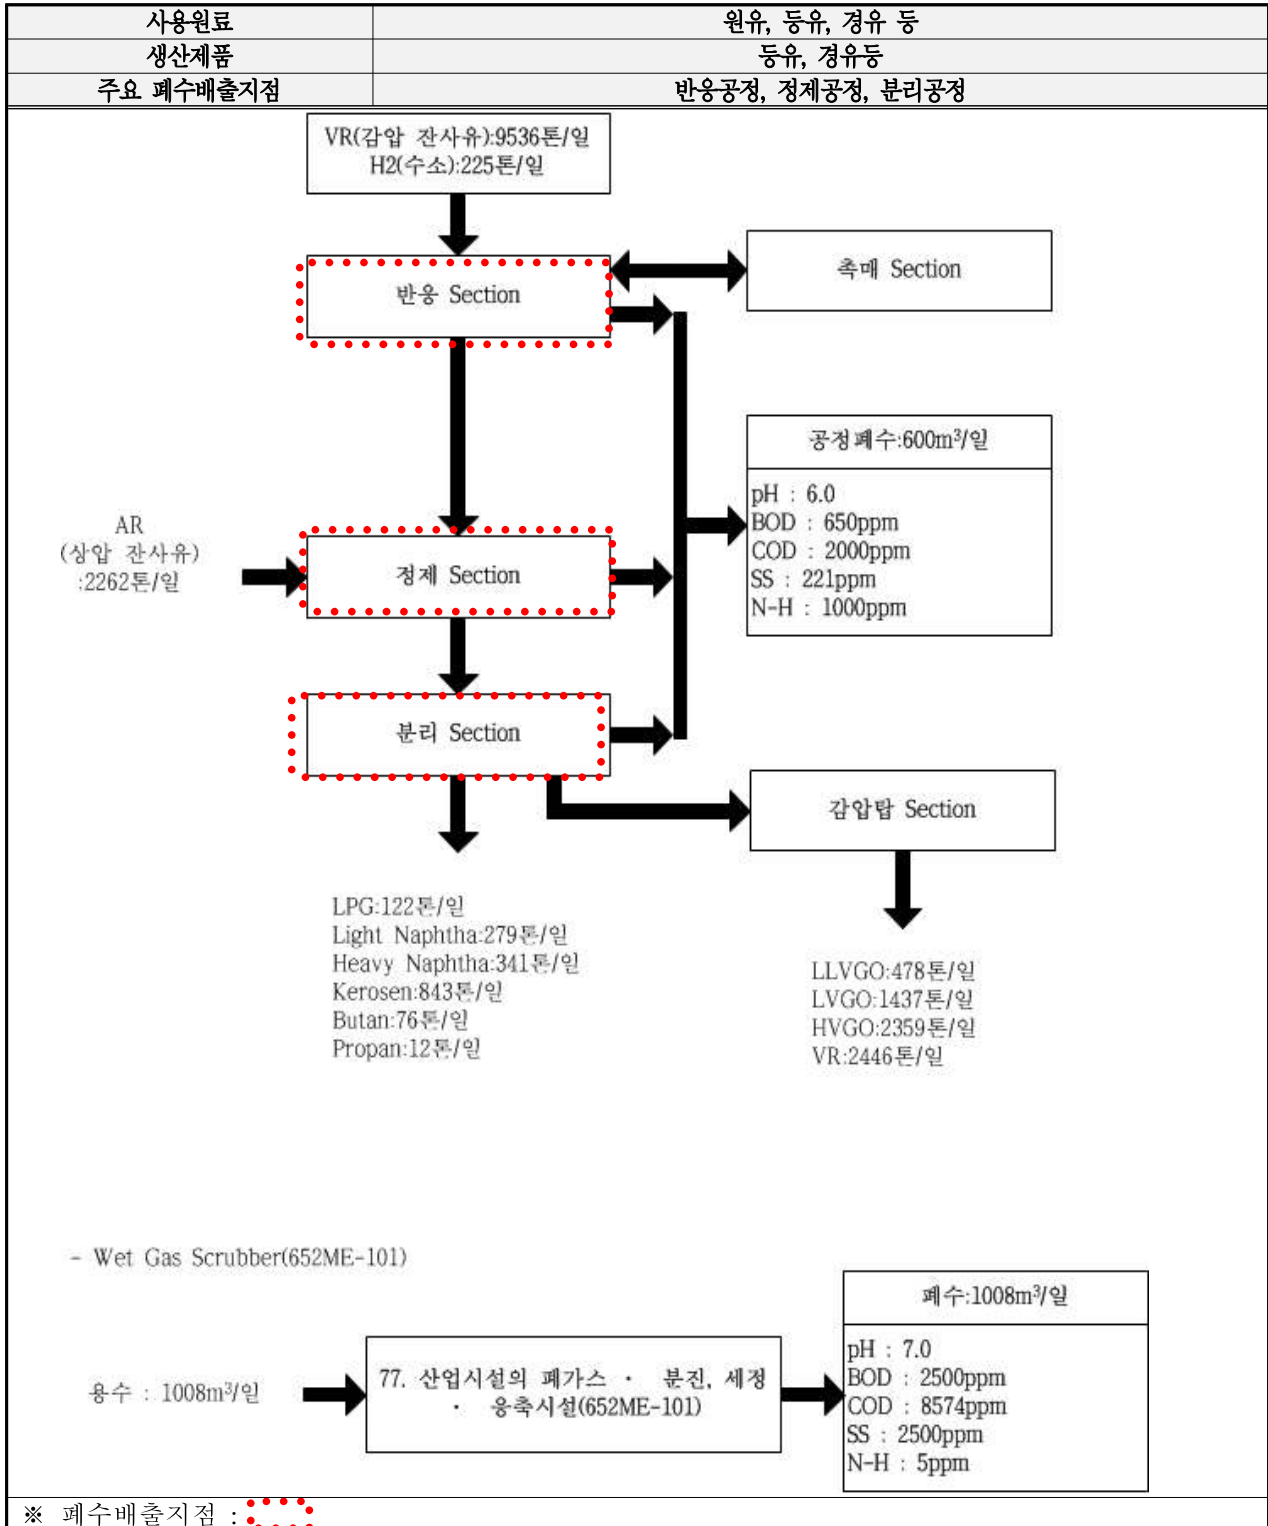 사용원료 원유, 등유, 경유 등
생산제품 등유, 경유등
주요 폐수배출지점 반응공정, 정제공정, 분리공정
VR(감압 잔사유):9536톤/일
H2(수소):225톤/일
반응 Section
촉매 Section
공정폐수:600m³/일
pH : 6.0
BOD : 650ppm
COD : 2000ppm
SS : 221ppm
N-H : 1000ppm
AR
(상압 잔사유)
:2262톤/일
정제 Section
분리 Section
감압탑 Section
LPG:122톤/일
Light Naphtha:279톤/일
Heavy Naphtha:341톤/일
Kerosen:843톤/일
Butan:76톤/일
Propan:12톤/일
LLVGO:478톤/일
LVGO:1437톤/일
HVGO:2359톤/일
VR:2446톤/일
- Wet Gas Scrubber(652ME-101)
용수 : 1008m³/일
77. 산업시설의 폐가스 · 분진, 세정
· 응축시설(652ME-101)
폐수:1008m³/일
pH : 7.0
BOD : 2500ppm
COD : 8574ppm
SS : 2500ppm
N-H : 5ppm
※ 폐수배출지점 :